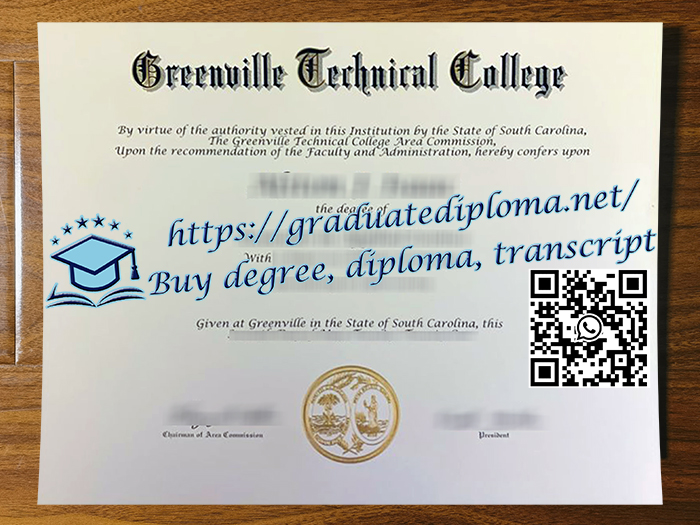 Greenville Technical College
By virtue of the authority vested in this Institution by the State of South Carolina,
The Greenville Technical College Area Commission,
Upon the recommendation of the Faculty and Administration, hereby confers upon
the degree of
https://graduatediploma.net/
With
Buy degree, diploma, transcript
Given at Greenville in the State of South Carolina, this
Chairman of Area Commission
President